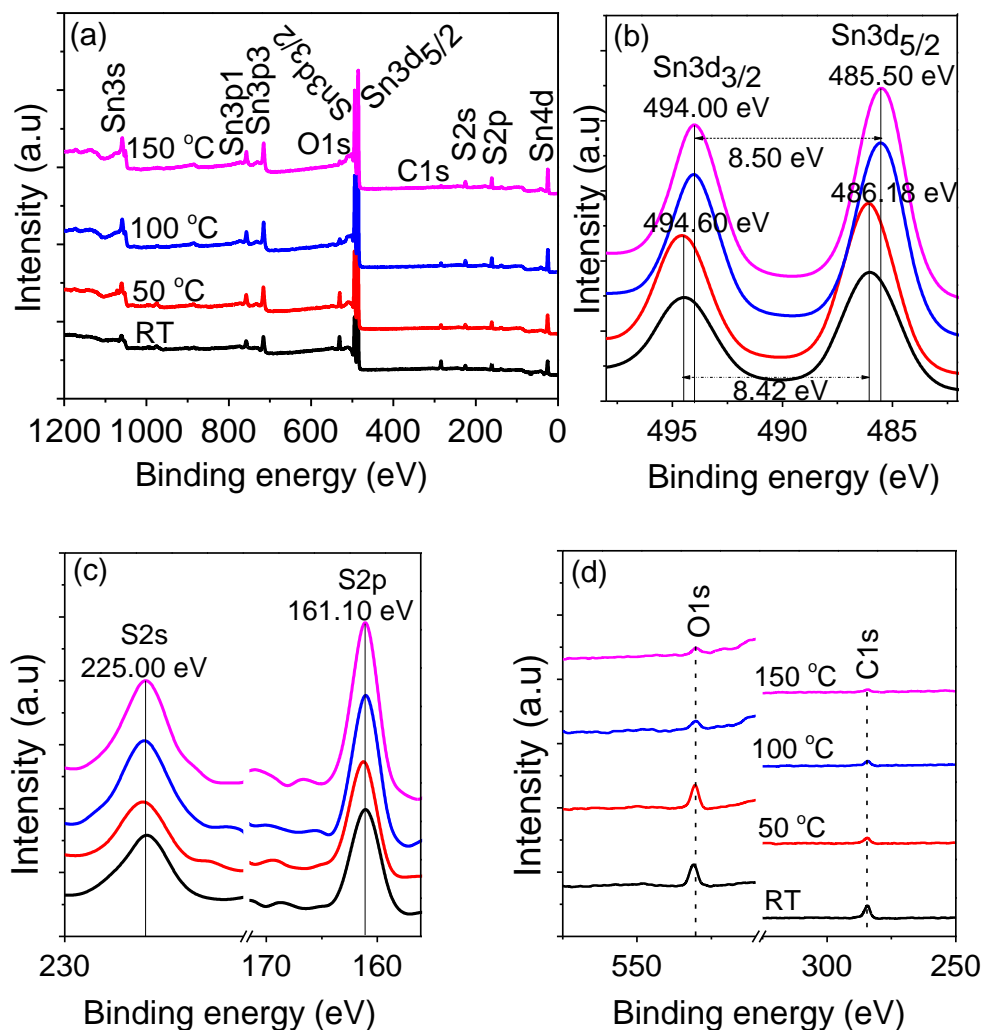 (a)
Sn3s
Sn3p1
Sn3p3
Sn3d3/2
Sn3d5/2
O1s
C1s
S2s
S2p
Sn4d
150 °C
100 °C
50 °C
RT
Intensity (a.u)
1200 1000 800 600 400 200 0
Binding energy (eV)
(b)
Sn3d5/2
485.50 eV
Sn3d3/2
494.00 eV
8.50 eV
486.18 eV
494.60 eV
8.42 eV
Intensity (a.u)
495 490 485
Binding energy (eV)
(c)
S2p
161.10 eV
S2s
225.00 eV
Intensity (a.u)
230 170 160
Binding energy (eV)
(d)
O1s
C1s
150 °C
100 °C
50 °C
RT
Intensity (a.u)
550 300 250
Binding energy (eV)